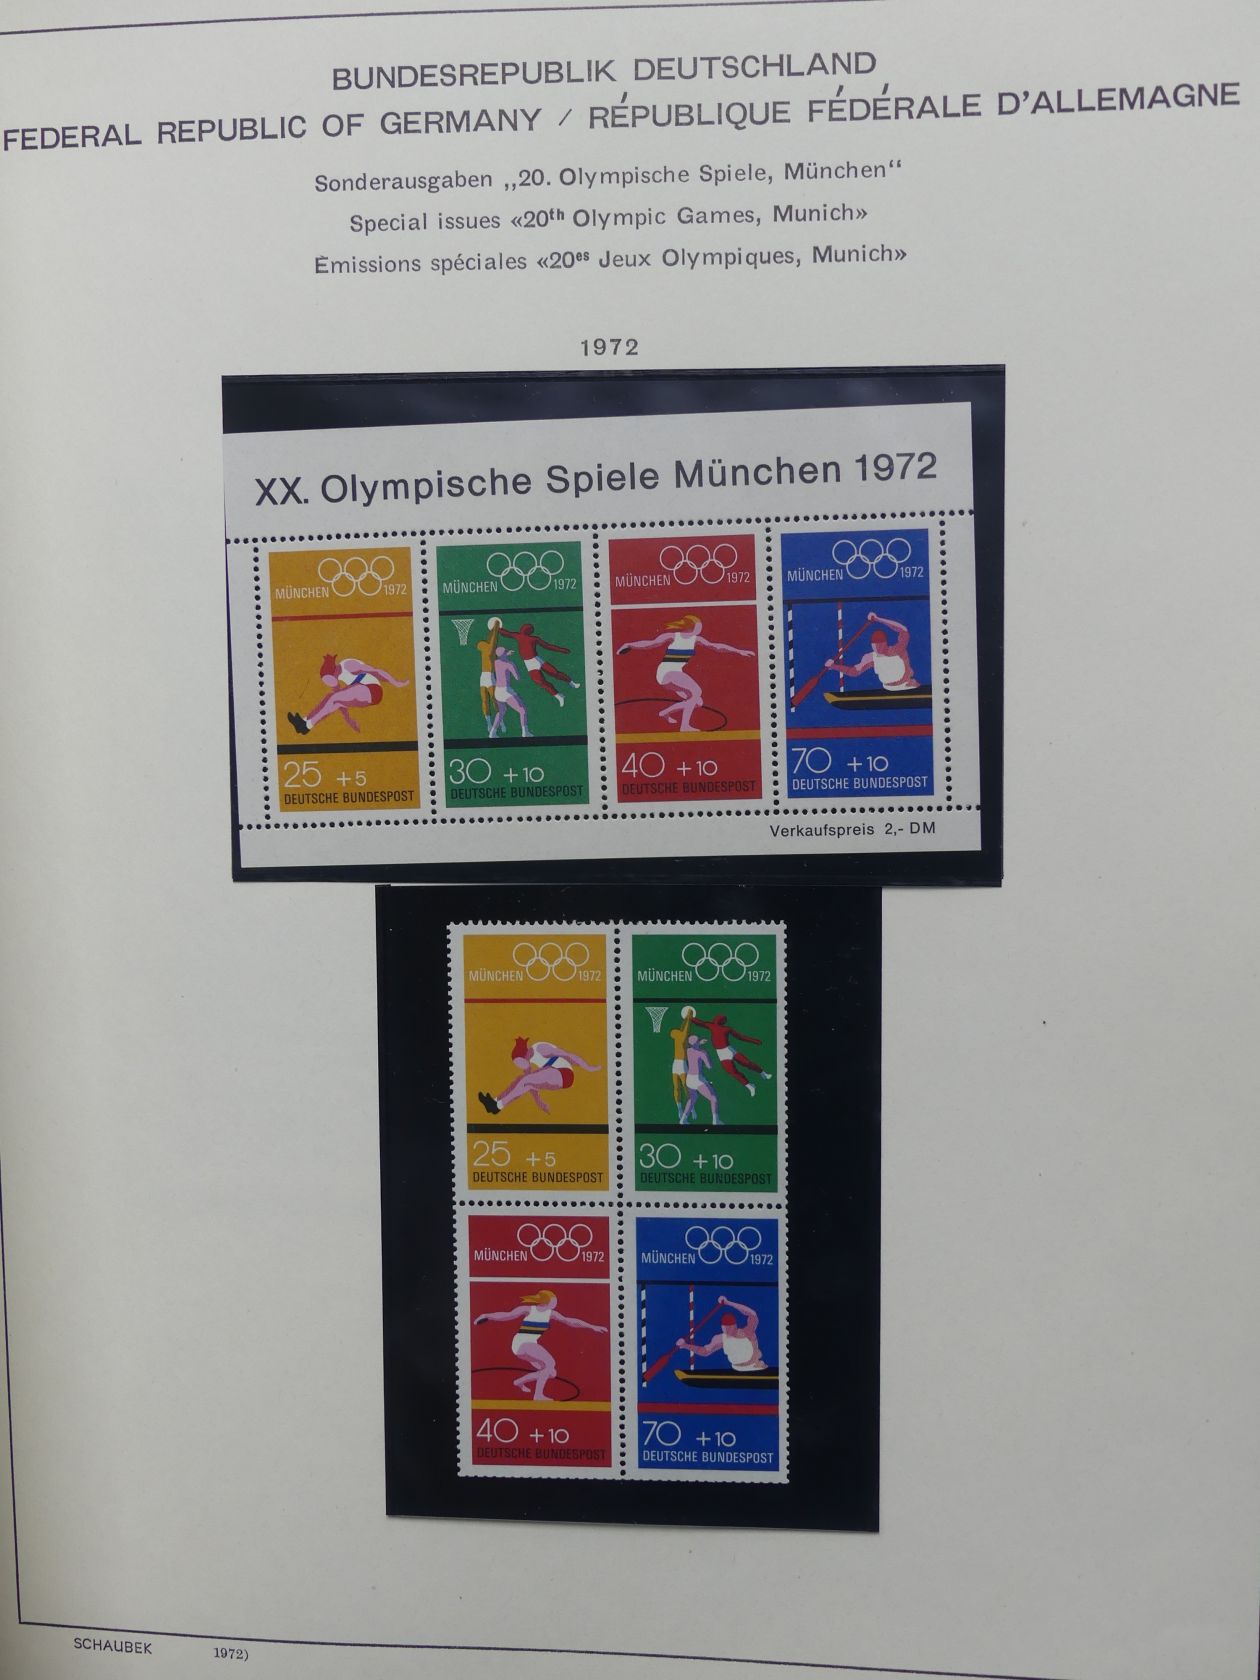 BUNDESREPUBLIK DEUTSCHLAND
FEDERAL REPUBLIC OF GERMANY / RÉPUBLIQUE FÉDÉRALE D'ALLEMAGNE
Sonderausgaben „20. Olympische Spiele, München“
Special issues «20th Olympic Games, Munich»
Émissions spéciales «20es Jeux Olympiques, Munich»
1972
XX. Olympische Spiele München 1972
MÜNCHEN 1972 MÜNCHEN 1972 MÜNCHEN 1972 MÜNCHEN 1972
25 +5 30 +10 40 +10 70 +10
DEUTSCHE BUNDESPOST DEUTSCHE BUNDESPOST DEUTSCHE BUNDESPOST DEUTSCHE BUNDESPOST
Verkaufspreis 2,- DM
MÜNCHEN 1972 MÜNCHEN 1972
25 +5 30 +10
DEUTSCHE BUNDESPOST DEUTSCHE BUNDESPOST
MÜNCHEN 1972 MÜNCHEN 1972
40 +10 70 +10
DEUTSCHE BUNDESPOST DEUTSCHE BUNDESPOST
SCHAUBEK 1972)